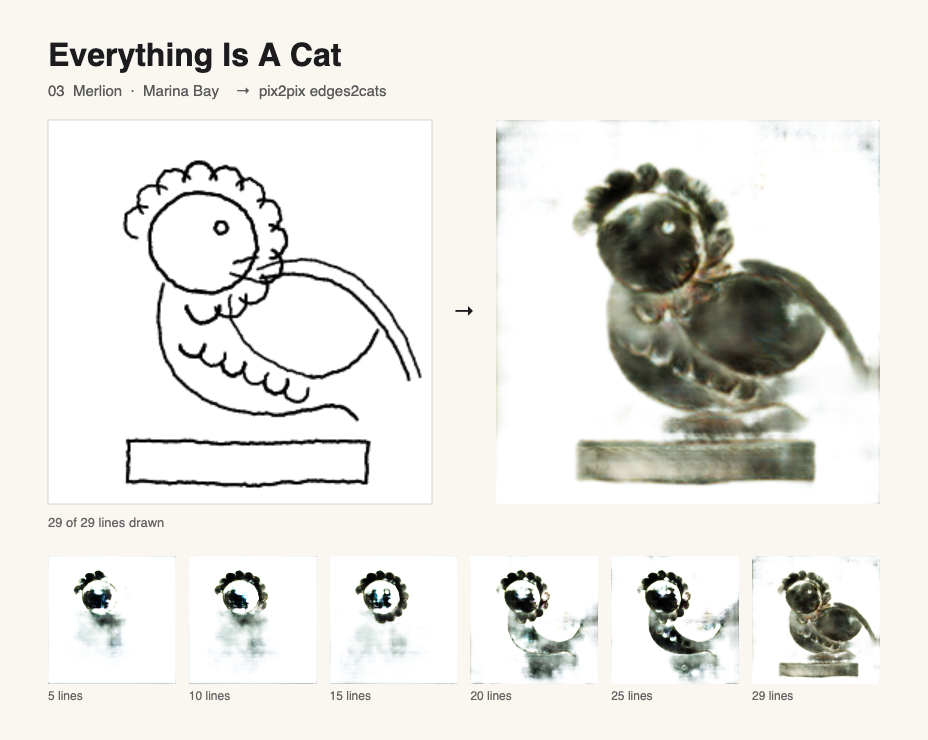 Everything Is A Cat
03 Merlion · Marina Bay → pix2pix edges2cats
→
29 of 29 lines drawn
5 lines
10 lines
15 lines
20 lines
25 lines
29 lines